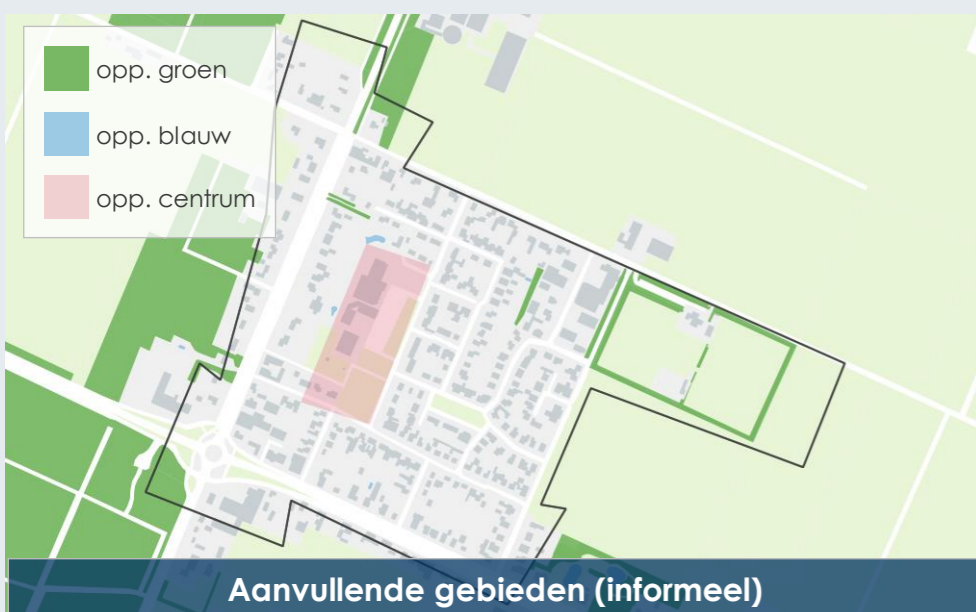 opp. groen
opp. blauw
opp. centrum
Aanvullende gebieden (informeel)